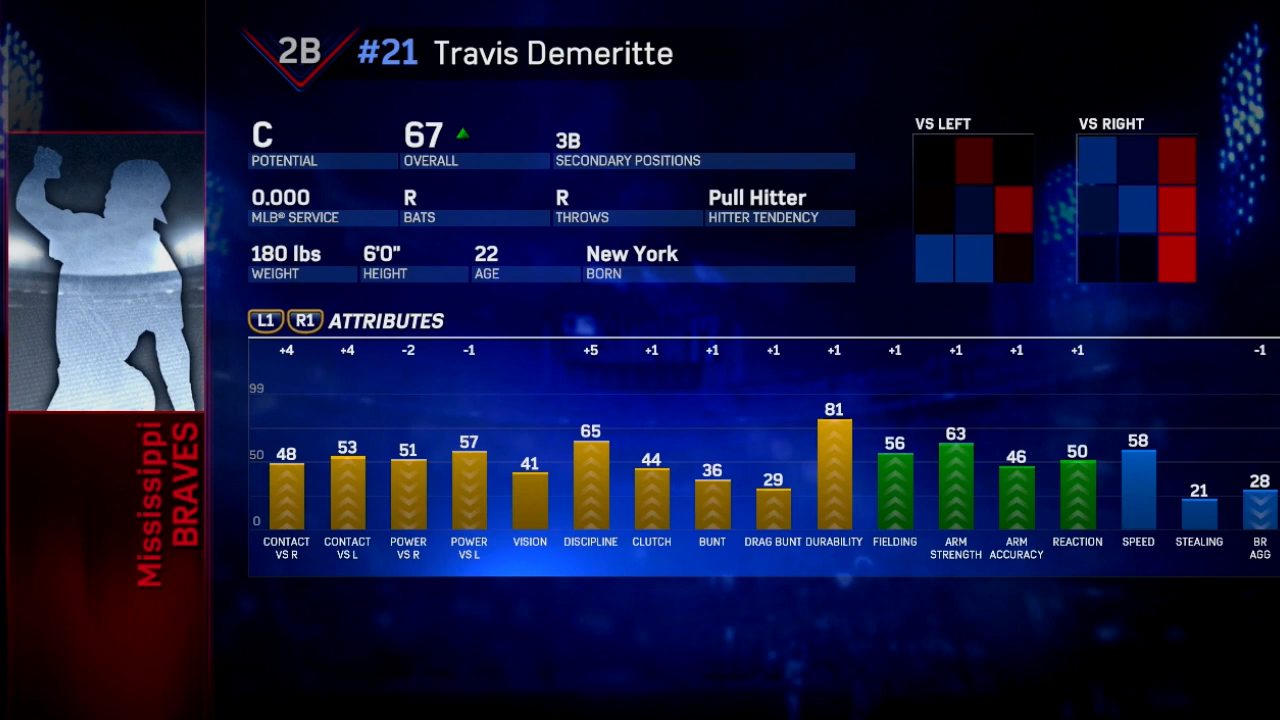 2B #21 Travis Demeritte
C 67 3B
POTENTIAL OVERALL SECONDARY POSITIONS
0.000 R R Pull Hitter
MLB® SERVICE BATS THROWS HITTER TENDENCY
180 lbs 6'0" 22 New York
WEIGHT HEIGHT AGE BORN
VS LEFT VS RIGHT
L1 R1 ATTRIBUTES
+4 +4 -2 -1 +5 +1 +1 +1 +1 +1 +1 +1 +1 -1
99
50
0
48 53 51 57 41 65 44 36 29 81 56 63 46 50 58 21 28
CONTACT VS R
CONTACT VS L
POWER VS R
POWER VS L
VISION
DISCIPLINE
CLUTCH
BUNT
DRAG BUNT
DURABILITY
FIELDING
ARM STRENGTH
ARM ACCURACY
REACTION
SPEED
STEALING
BR AGG
Mississippi
BRAVES